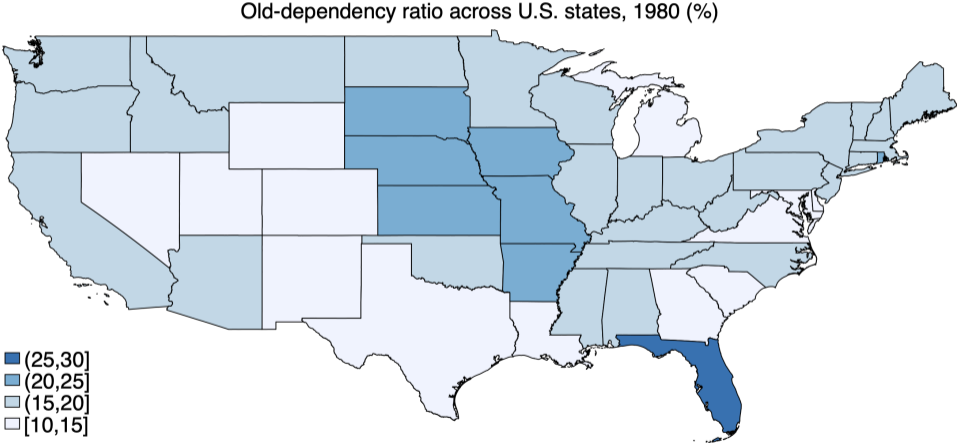 Old-dependency ratio across U.S. states, 1980 (%)
(25,30]
(20,25]
(15,20]
[10,15]